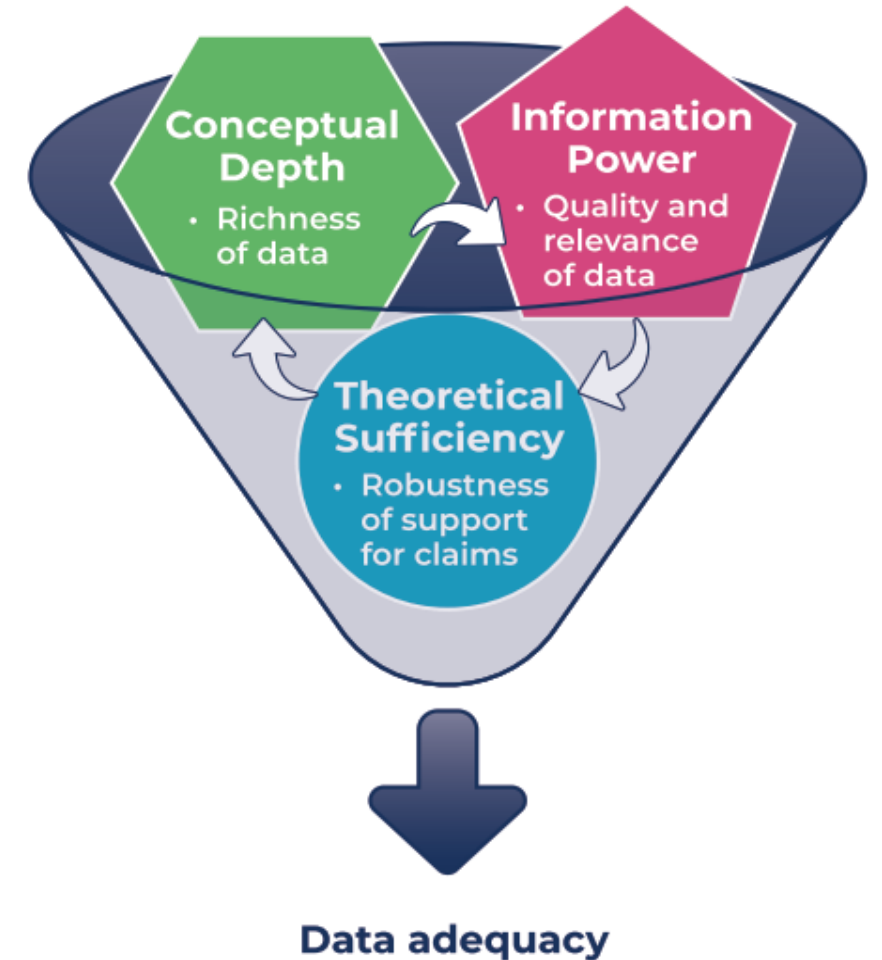 Conceptual
Depth
• Richness
of data
Information
Power
• Quality and
relevance
of data
Theoretical
Sufficiency
• Robustness
of support
for claims
Data adequacy